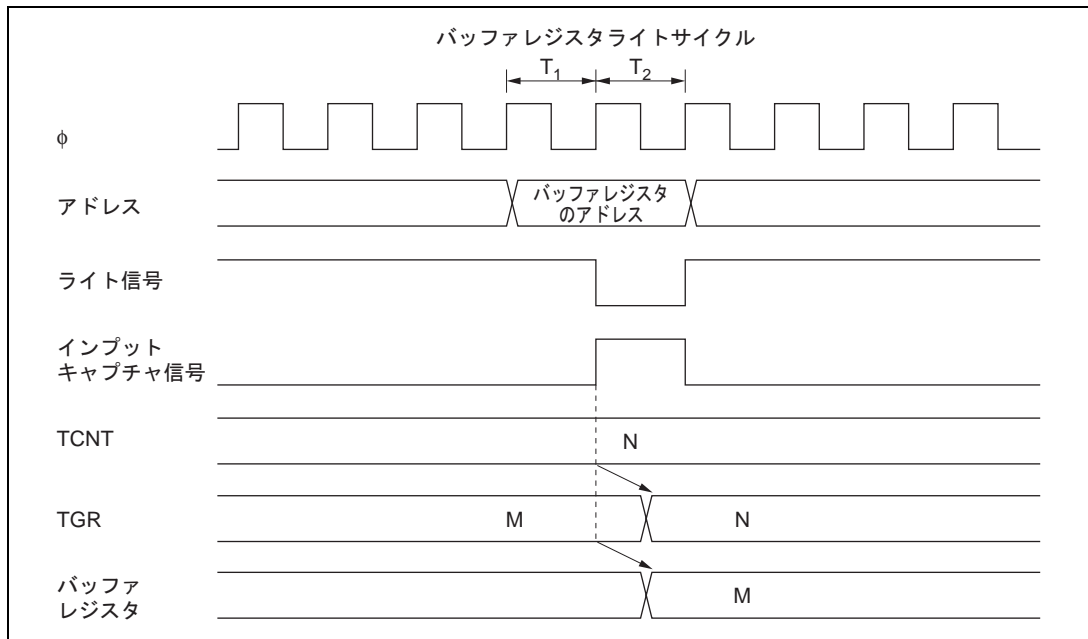 バッファレジスタライトサイクル
T1 T2
φ
アドレス
バッファレジスタ
のアドレス
ライト信号
インプット
キャプチャ信号
TCNT
N
TGR
M N
バッファ
レジスタ
M